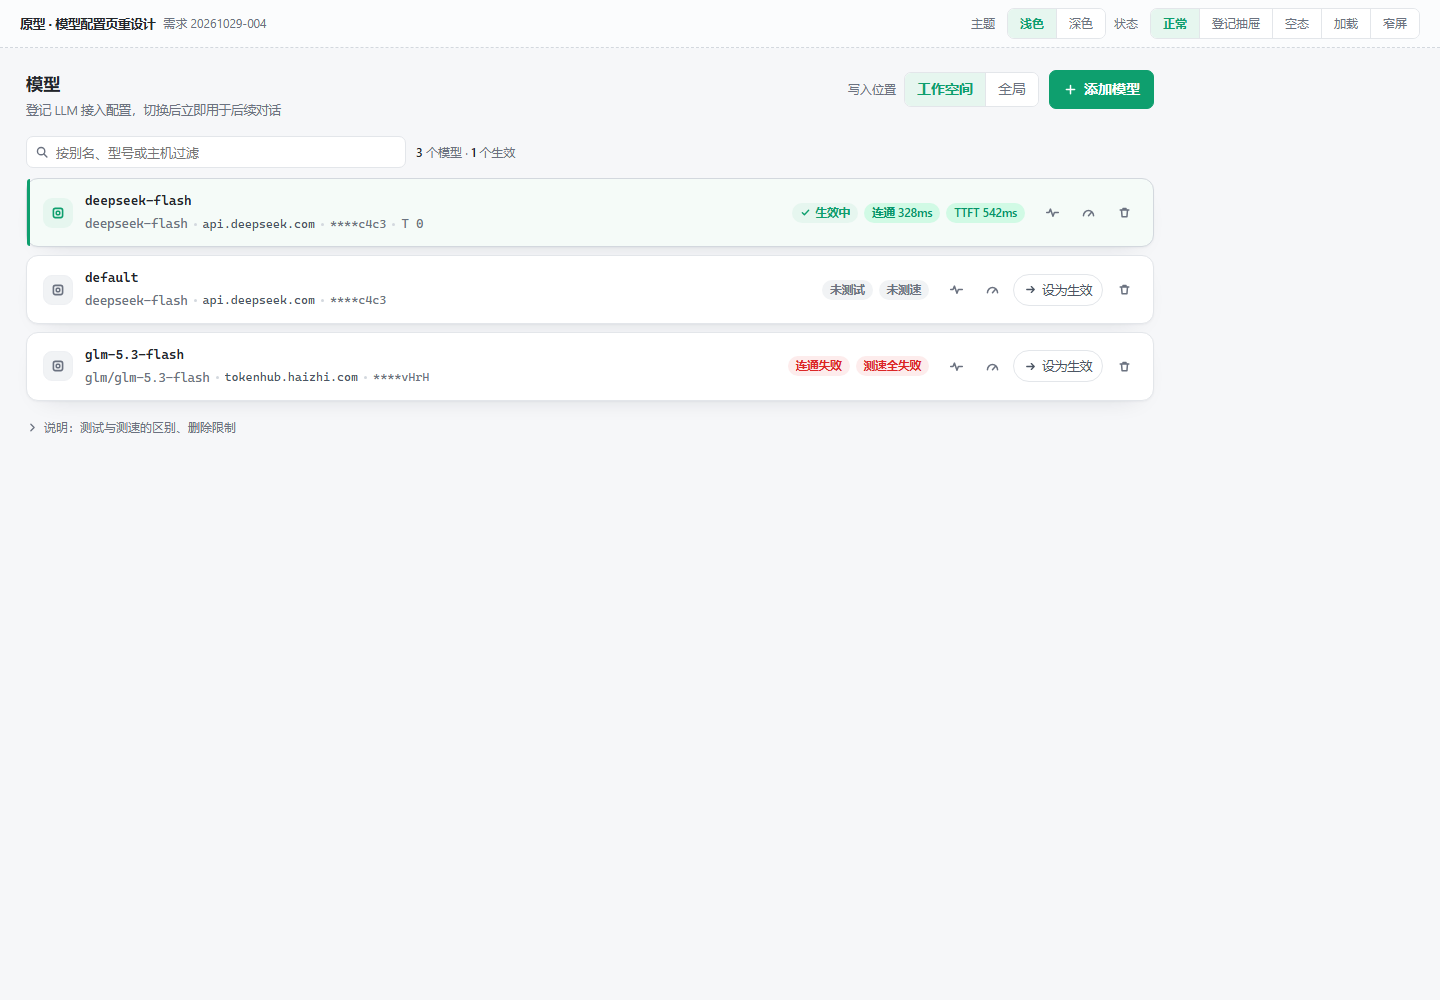 原型 · 模型配置页重设计 需求 20261029-004 主题 浅色 深色 状态 正常 登记抽屉 空态 加载 窄屏
模型
登记 LLM 接入配置，切换后立即用于后续对话
写入位置 工作空间 全局 添加模型
按别名、型号或主机过滤 3 个模型 · 1 个生效
deepseek-flash
deepseek-flash · api.deepseek.com · ****c4c3 · T 0
生效中 连通 328ms TTFT 542ms
default
deepseek-flash · api.deepseek.com · ****c4c3
未测试 未测速 设为生效
glm-5.3-flash
glm/glm-5.3-flash · tokenhub.haizhi.com · ****vHrH
连通失败 测速全失败 设为生效
说明：测试与测速的区别、删除限制